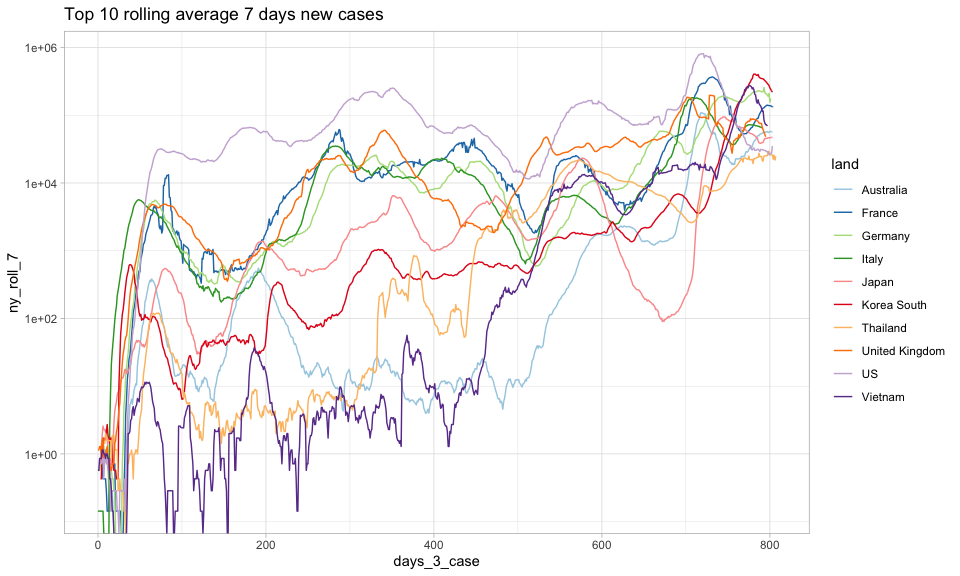 Top 10 rolling average 7 days new cases
1e+06
1e+04
1e+02
1e+00
ny_roll_7
0 200 400 600 800
days_3_case
land
Australia
France
Germany
Italy
Japan
Korea South
Thailand
United Kingdom
US
Vietnam